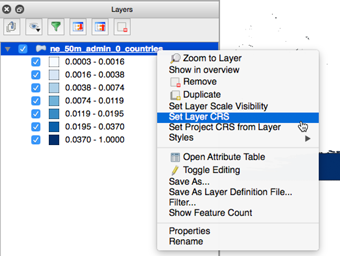 Layers
ne_50m_admin_0_countries
0.0003 - 0.0016
0.0016 - 0.0038
0.0038 - 0.0074
0.0074 - 0.0119
0.0119 - 0.0195
0.0195 - 0.0370
0.0370 - 1.0000
Zoom to Layer
Show in overview
Remove
Duplicate
Set Layer Scale Visibility
Set Layer CRS
Set Project CRS from Layer
Styles
Open Attribute Table
Toggle Editing
Save As...
Save As Layer Definition File...
Filter...
Show Feature Count
Properties
Rename